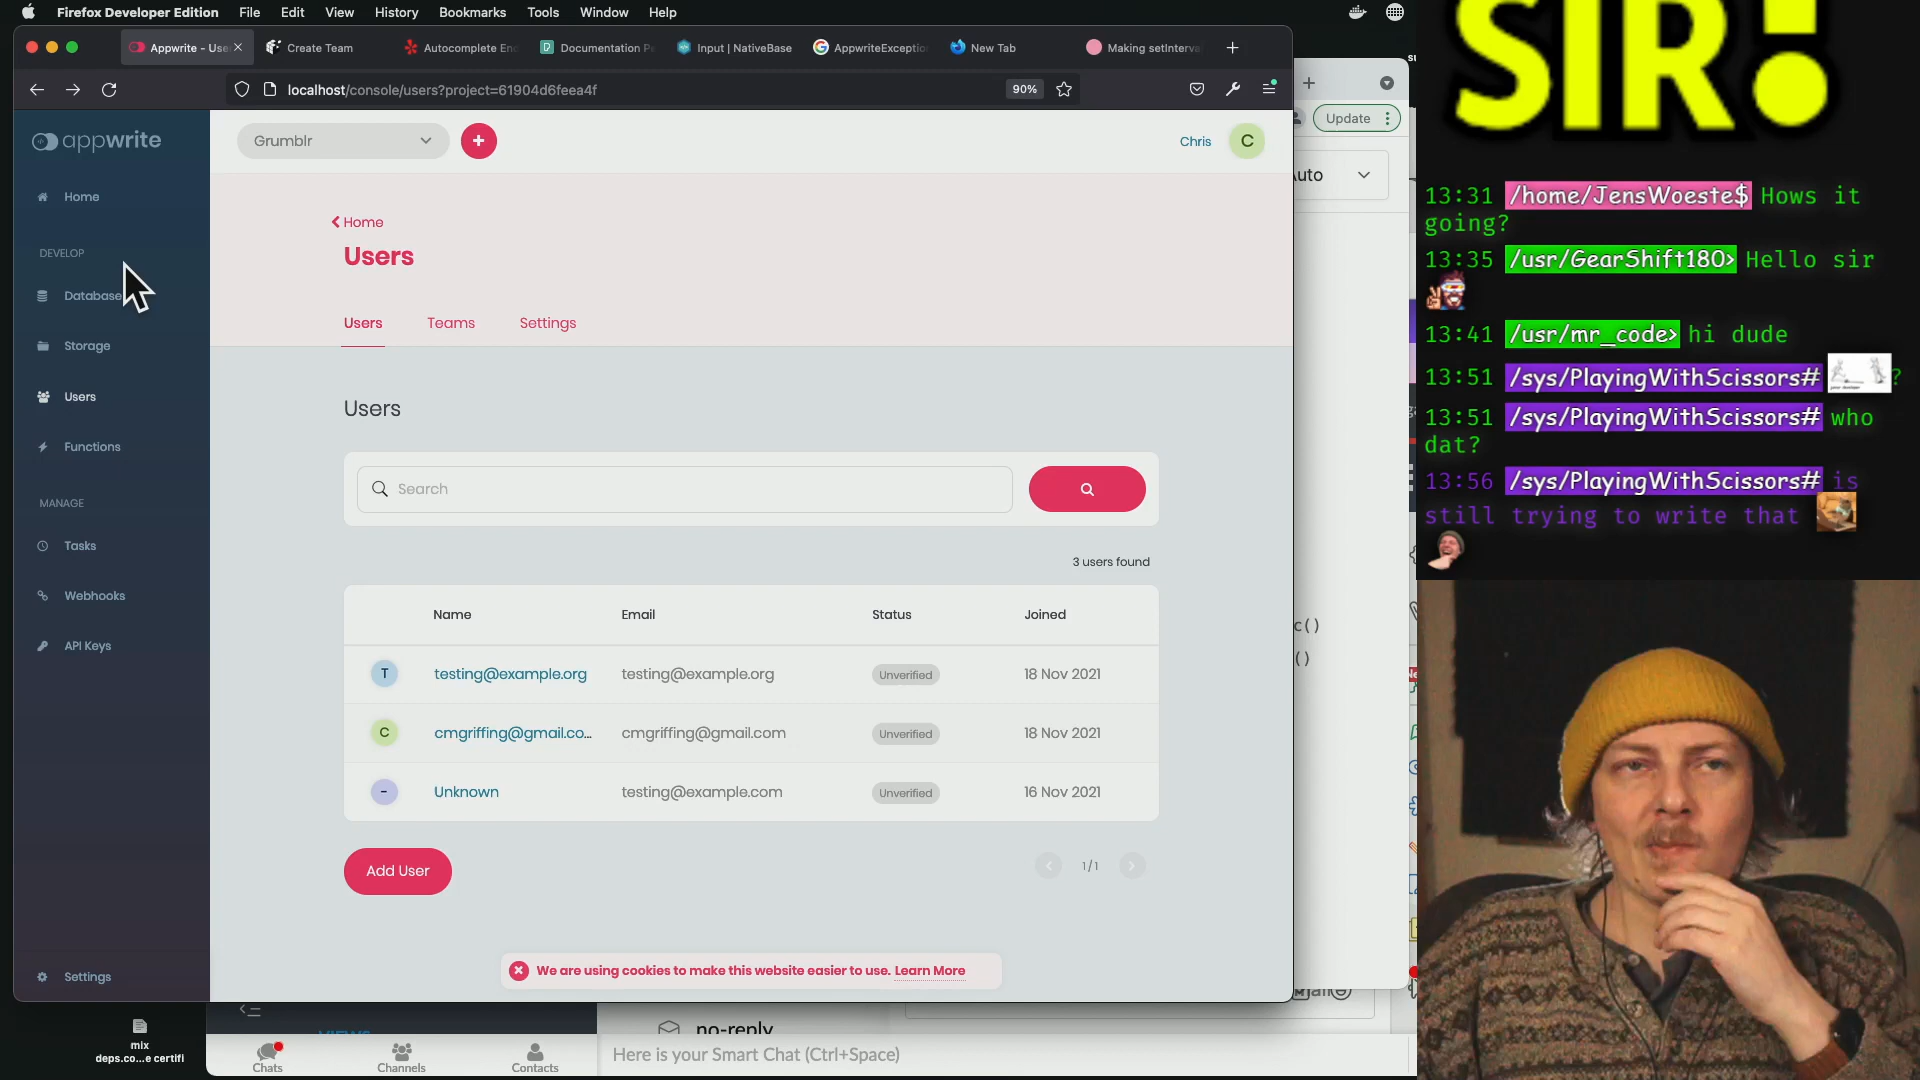 Firefox Developer Edition File Edit View History Bookmarks Tools Window Help
Appwrite - Use
Create Team
Autocomplete En
Documentation P
Input | NativeBase
AppwriteExceptio
New Tab
Making setInterva
localhost/console/users?project=61904d6feea4f
90%
appwrite
Grumblr
Chris
C
Update
Auto
Home
DEVELOP
Database
Storage
Users
Functions
MANAGE
Tasks
Webhooks
API Keys
Settings
Home
Users
Users Teams Settings
Users
Search
3 users found
Name Email Status Joined
T testing@example.org testing@example.org Unverified 18 Nov 2021
C cmgriffing@gmail.co... cmgriffing@gmail.com Unverified 18 Nov 2021
- Unknown testing@example.com Unverified 16 Nov 2021
Add User
1/1
We are using cookies to make this website easier to use. Learn More
c()
()
mix
deps.co...e certifi
VIEWS
no-reply
Chats
Channels
Contacts
Here is your Smart Chat (Ctrl+Space)
SIR!
13:31 /home/JensWoeste$ Hows it
going?
13:35 /usr/GearShift180> Hello sir
13:41 /usr/mr_code> hi dude
13:51 /sys/PlayingWithScissors# ?
13:51 /sys/PlayingWithScissors# who
dat?
13:56 /sys/PlayingWithScissors# is
still trying to write that